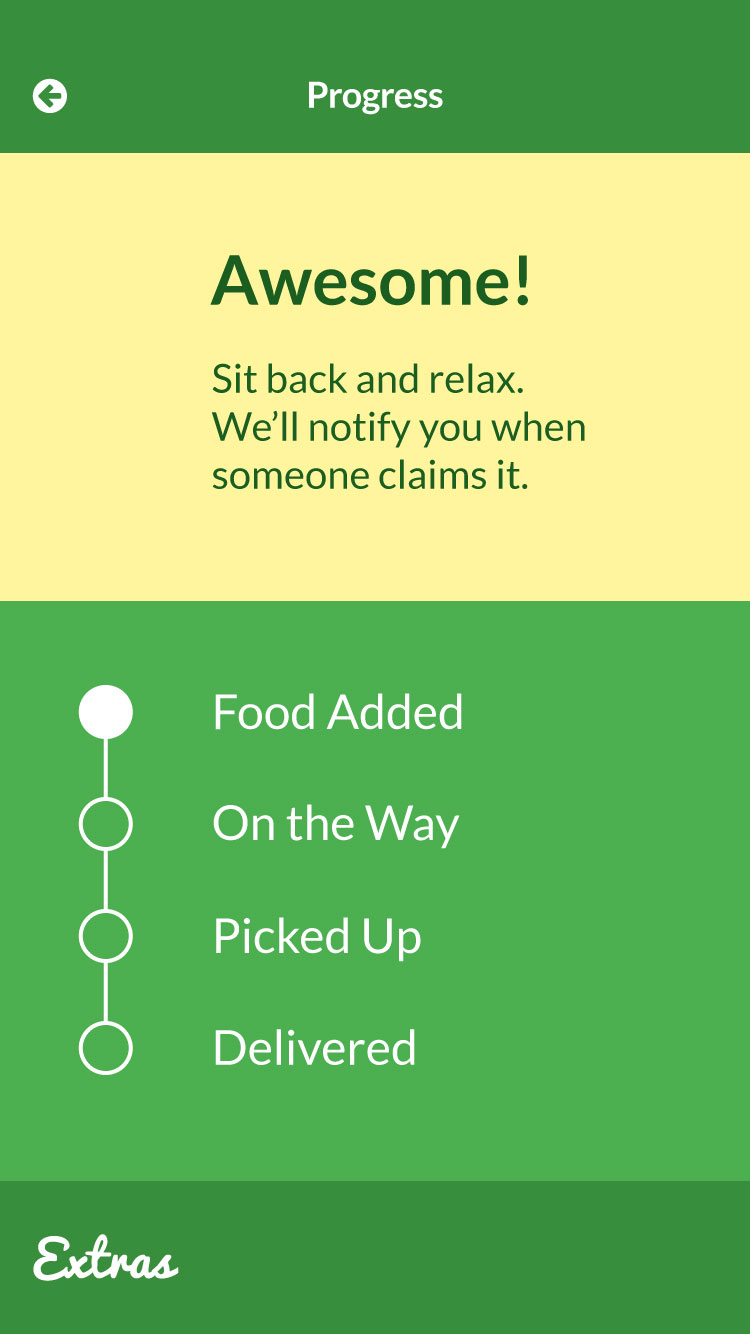 Progress
Awesome!
Sit back and relax.
We’ll notify you when
someone claims it.
Food Added
On the Way
Picked Up
Delivered
Extras